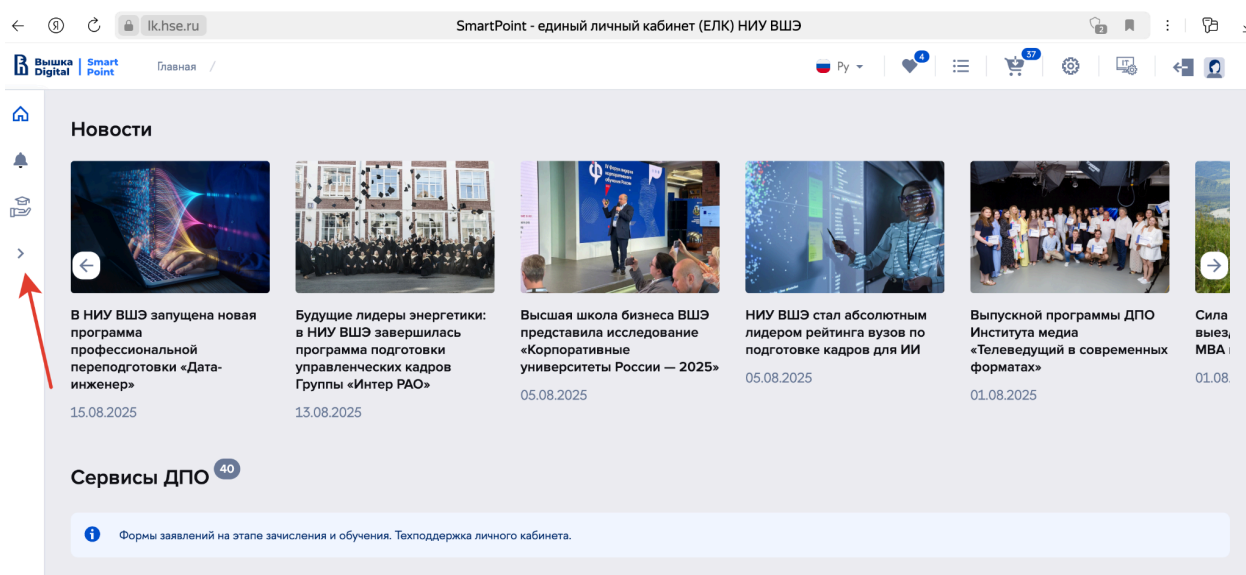 lk.hse.ru
SmartPoint - единый личный кабинет (ЕЛК) НИУ ВШЭ
2
Вышка Digital
Smart Point
Главная /
Ру
4
37
IT
Новости
В НИУ ВШЭ запущена новая
программа
профессиональной
переподготовки «Дата-
инженер»
15.08.2025
Будущие лидеры энергетики:
в НИУ ВШЭ завершилась
программа подготовки
управленческих кадров
Группы «Интер РАО»
13.08.2025
Высшая школа бизнеса ВШЭ
представила исследование
«Корпоративные
университеты России — 2025»
05.08.2025
НИУ ВШЭ стал абсолютным
лидером рейтинга вузов по
подготовке кадров для ИИ
05.08.2025
Выпускной программы ДПО
Института медиа
«Телеведущий в современных
форматах»
01.08.2025
Сила
MBA
01.08.
Сервисы ДПО 40
Формы заявлений на этапе зачисления и обучения. Техподдержка личного кабинета.